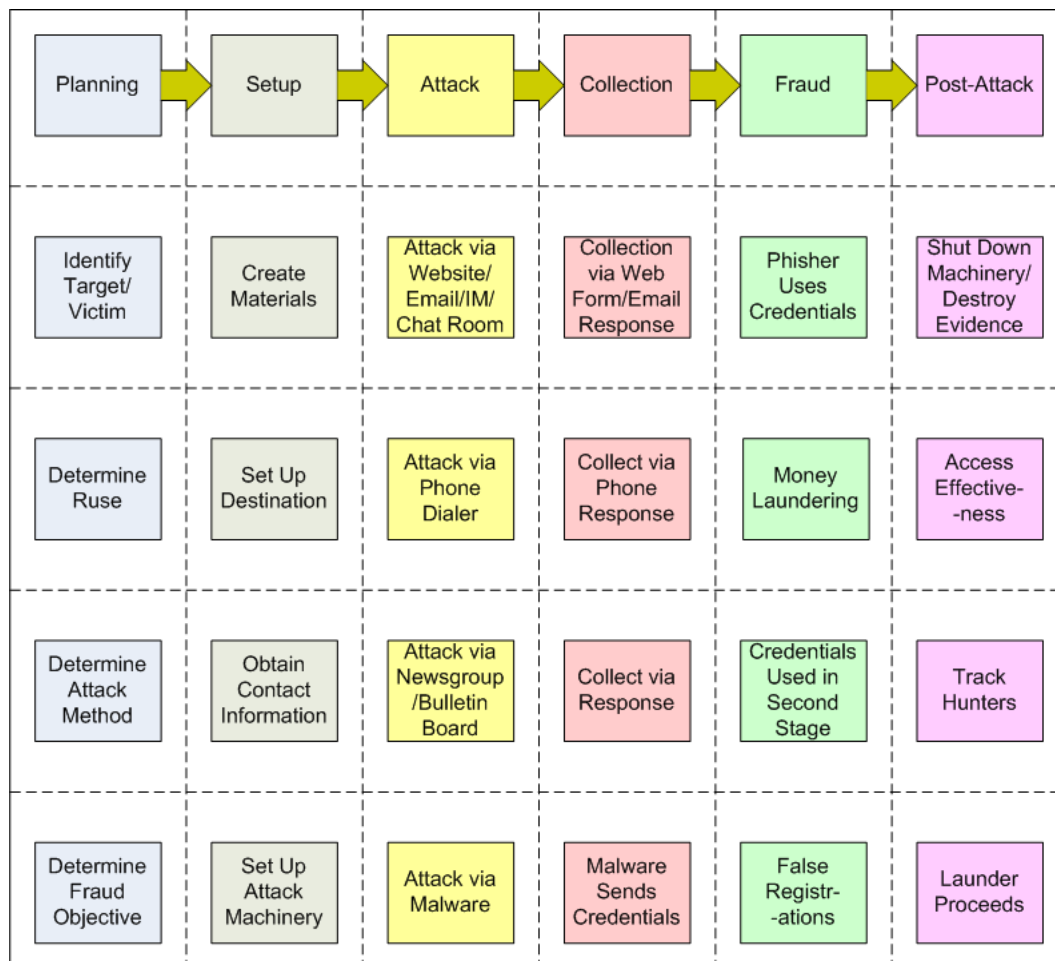 Planning
Setup
Attack
Collection
Fraud
Post-Attack
Identify
Target/
Victim
Create
Materials
Attack via
Website/
Email/IM/
Chat Room
Collection
via Web
Form/Email
Response
Phisher
Uses
Credentials
Shut Down
Machinery/
Destroy
Evidence
Determine
Ruse
Set Up
Destination
Attack via
Phone
Dialer
Collect via
Phone
Response
Money
Laundering
Access
Effective-
-ness
Determine
Attack
Method
Obtain
Contact
Information
Attack via
Newsgroup
/Bulletin
Board
Collect via
Response
Credentials
Used in
Second
Stage
Track
Hunters
Determine
Fraud
Objective
Set Up
Attack
Machinery
Attack via
Malware
Malware
Sends
Credentials
False
Registr-
-ations
Launder
Proceeds